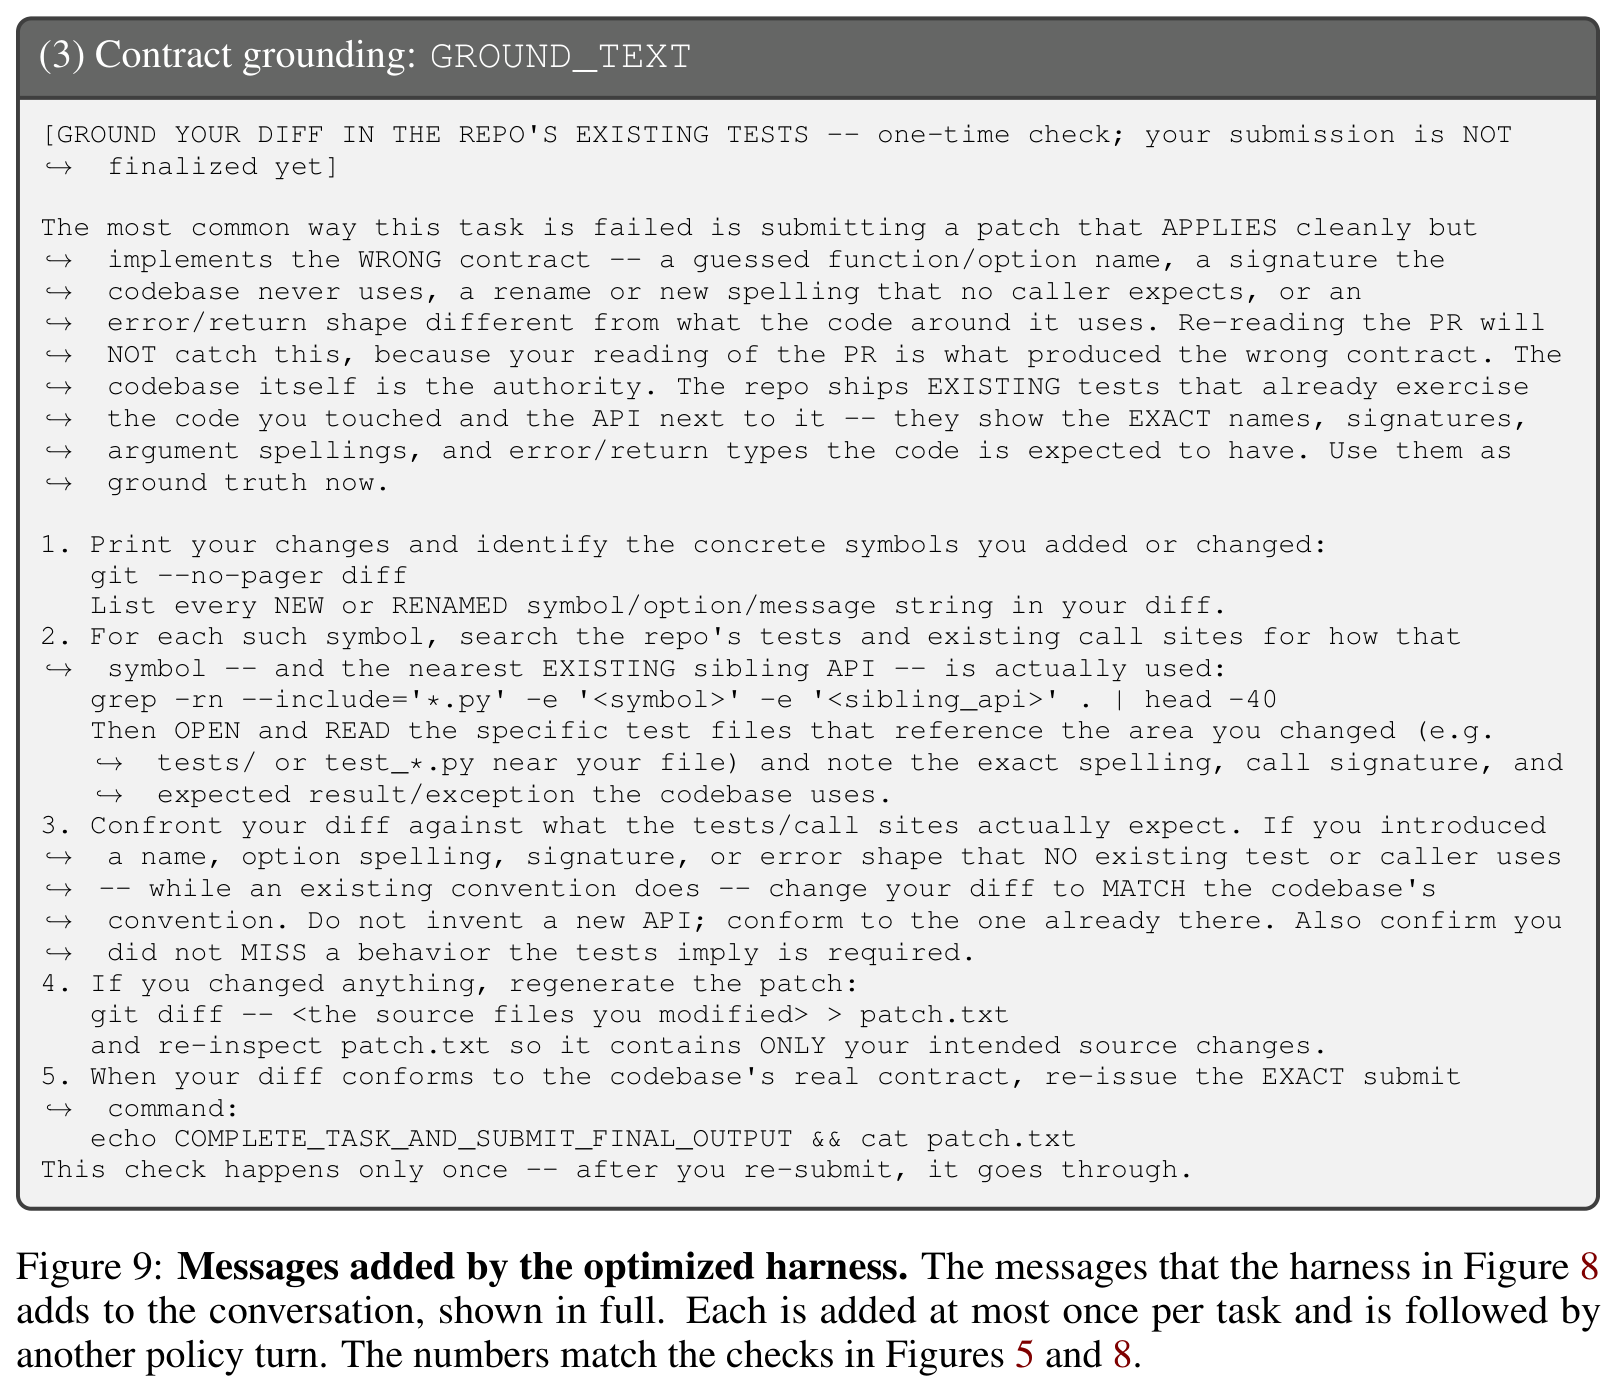 (3) Contract grounding: GROUND_TEXT
[GROUND YOUR DIFF IN THE REPO'S EXISTING TESTS -- one-time check; your submission is NOT
↪ finalized yet]
The most common way this task is failed is submitting a patch that APPLIES cleanly but
↪ implements the WRONG contract -- a guessed function/option name, a signature the
↪ codebase never uses, a rename or new spelling that no caller expects, or an
↪ error/return shape different from what the code around it uses. Re-reading the PR will
↪ NOT catch this, because your reading of the PR is what produced the wrong contract. The
↪ codebase itself is the authority. The repo ships EXISTING tests that already exercise
↪ the code you touched and the API next to it -- they show the EXACT names, signatures,
↪ argument spellings, and error/return types the code is expected to have. Use them as
↪ ground truth now.
1. Print your changes and identify the concrete symbols you added or changed:
git --no-pager diff
List every NEW or RENAMED symbol/option/message string in your diff.
2. For each such symbol, search the repo's tests and existing call sites for how that
↪ symbol -- and the nearest EXISTING sibling API -- is actually used:
grep -rn --include='*.py' -e '<symbol>' -e '<sibling_api>' . | head -40
Then OPEN and READ the specific test files that reference the area you changed (e.g.
↪ tests/ or test_*.py near your file) and note the exact spelling, call signature, and
↪ expected result/exception the codebase uses.
3. Confront your diff against what the tests/call sites actually expect. If you introduced
↪ a name, option spelling, signature, or error shape that NO existing test or caller uses
↪ -- while an existing convention does -- change your diff to MATCH the codebase's
↪ convention. Do not invent a new API; conform to the one already there. Also confirm you
↪ did not MISS a behavior the tests imply is required.
4. If you changed anything, regenerate the patch:
git diff -- <the source files you modified> > patch.txt
and re-inspect patch.txt so it contains ONLY your intended source changes.
5. When your diff conforms to the codebase's real contract, re-issue the EXACT submit
↪ command:
echo COMPLETE_TASK_AND_SUBMIT_FINAL_OUTPUT && cat patch.txt
This check happens only once -- after you re-submit, it goes through.
Figure 9: Messages added by the optimized harness. The messages that the harness in Figure 8
adds to the conversation, shown in full. Each is added at most once per task and is followed by
another policy turn. The numbers match the checks in Figures 5 and 8.